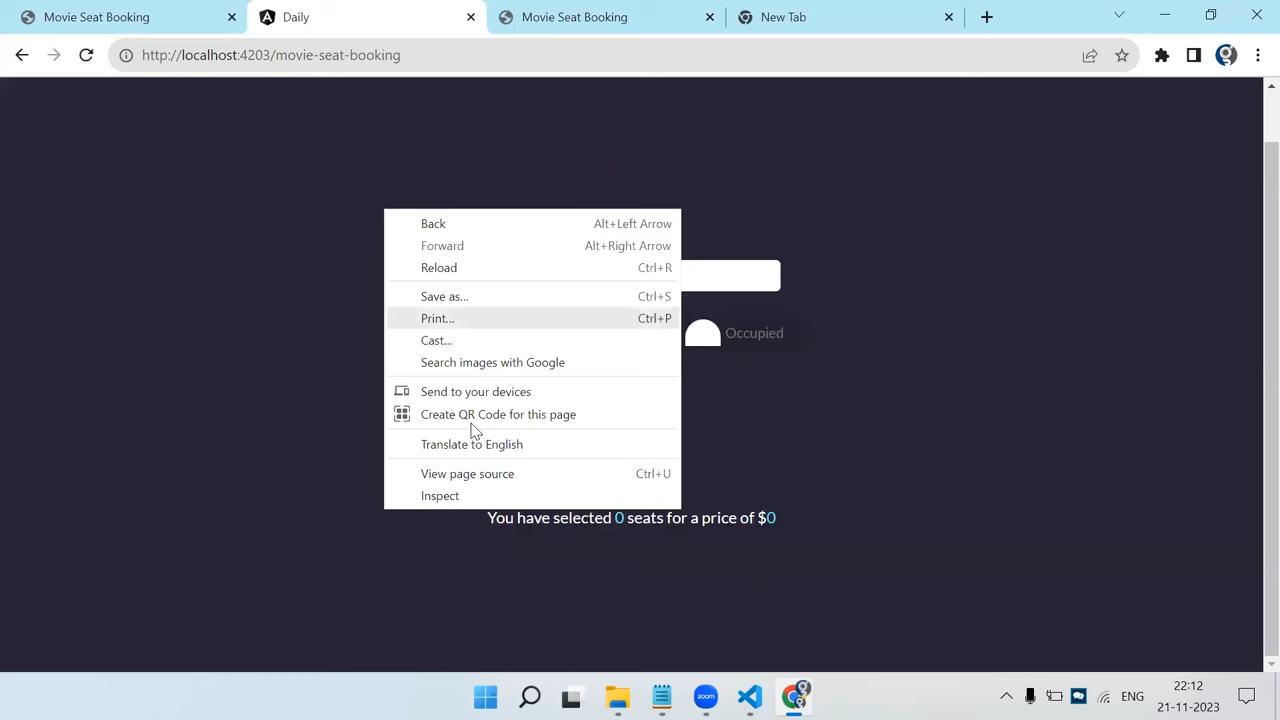 Movie Seat Booking
Daily
Movie Seat Booking
New Tab
http://localhost:4203/movie-seat-booking
Back Alt+Left Arrow
Forward Alt+Right Arrow
Reload Ctrl+R
Save as... Ctrl+S
Print... Ctrl+P
Cast...
Search images with Google
Send to your devices
Create QR Code for this page
Translate to English
View page source Ctrl+U
Inspect
Occupied
You have selected 0 seats for a price of $0
zoom
ENG
22:12
21-11-2023